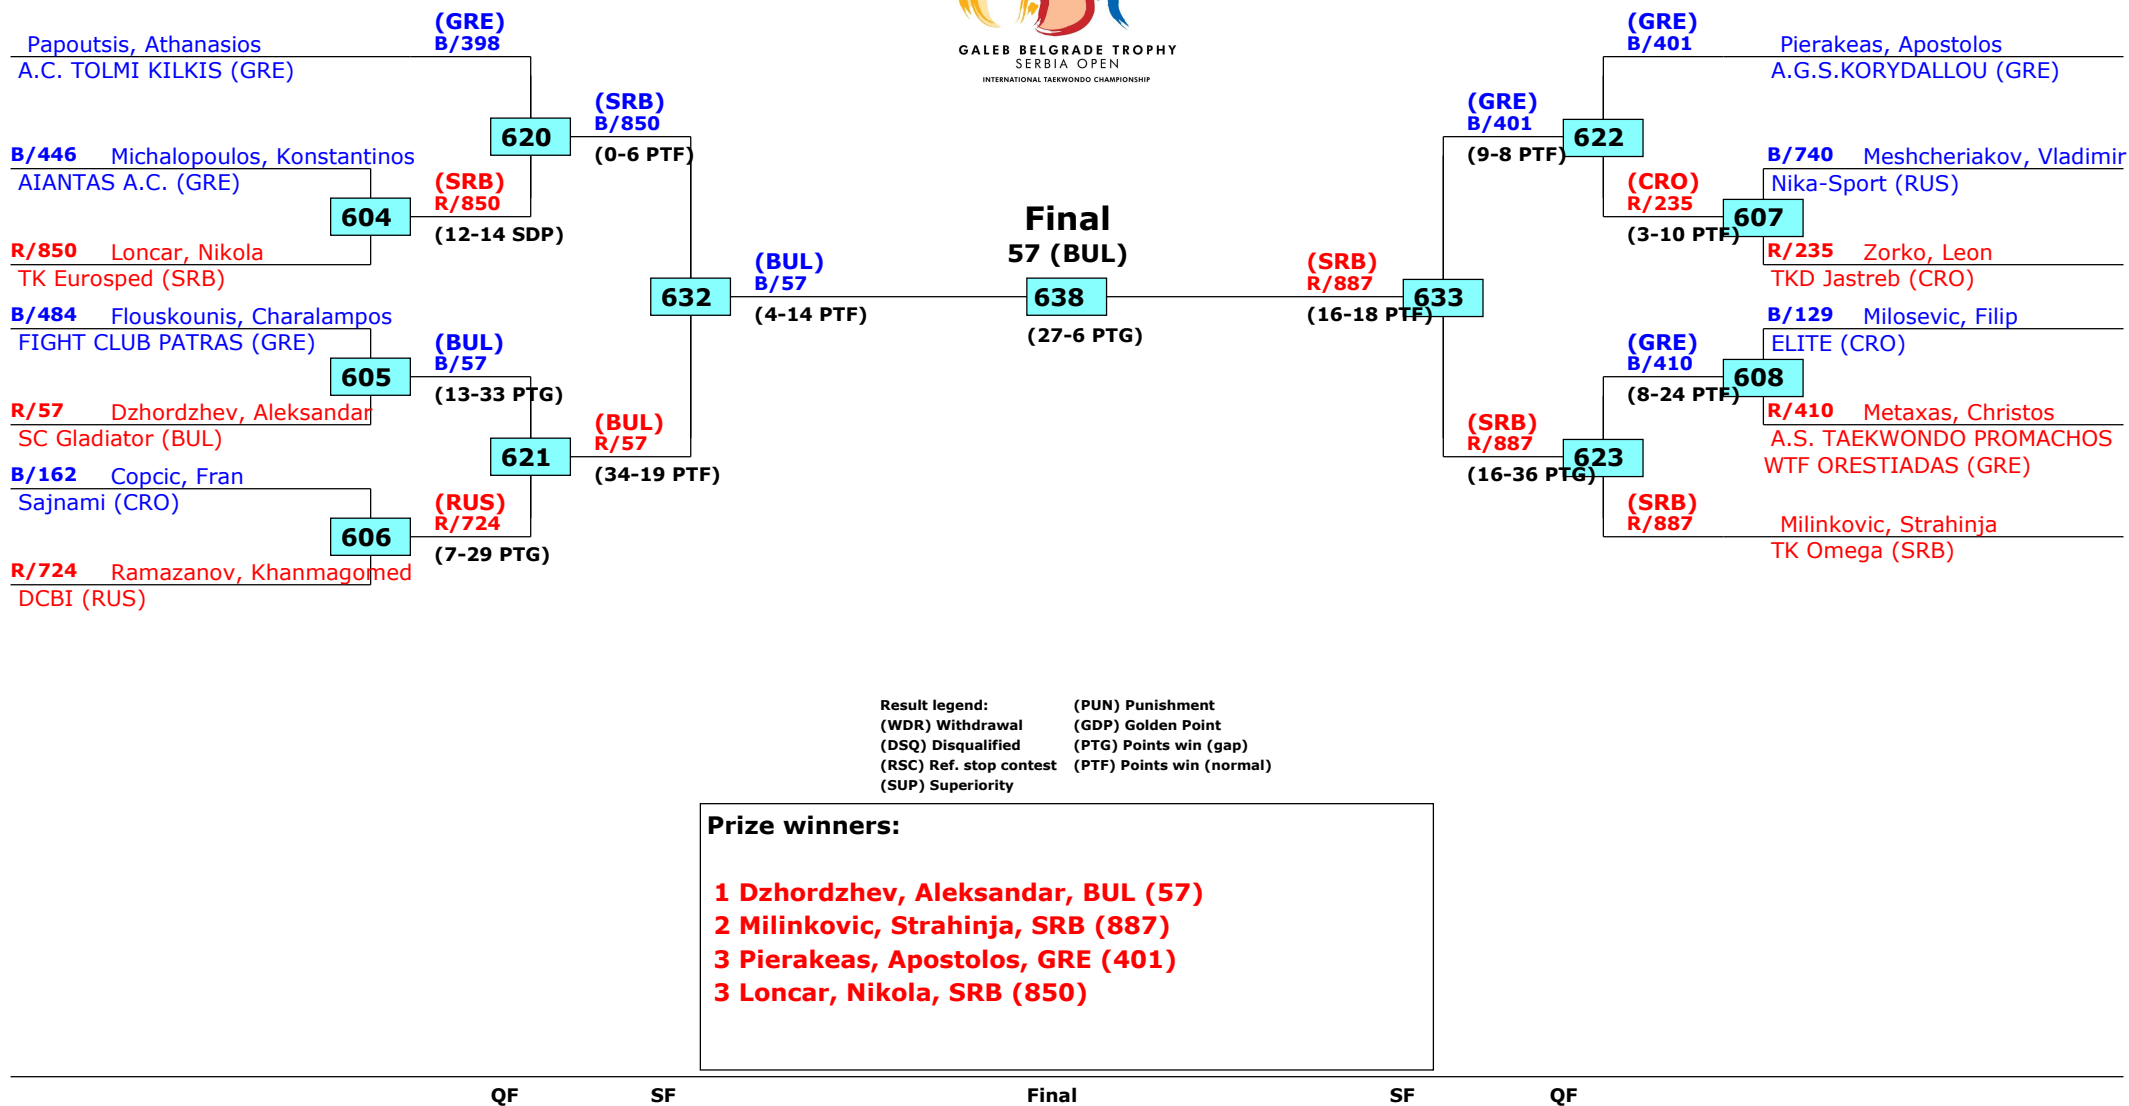 GALEB BELGRADE TROPHY
SERBIA OPEN
INTERNATIONAL TAEKWONDO CHAMPIONSHIP
(GRE)
B/398
Papoutsis, Athanasios
A.C. TOLMI KILKIS (GRE)
620
(SRB)
B/850
(0-6 PTF)
B/446 Michalopoulos, Konstantinos
AIANTAS A.C. (GRE)
604
(SRB)
R/850
(12-14 SDP)
R/850 Loncar, Nikola
TK Eurosped (SRB)
632
(BUL)
B/57
(4-14 PTF)
B/484 Flouskounis, Charalampos
FIGHT CLUB PATRAS (GRE)
605
(BUL)
B/57
(13-33 PTG)
R/57 Dzhordzhev, Aleksandar
SC Gladiator (BUL)
621
(BUL)
R/57
(34-19 PTF)
B/162 Copcic, Fran
Sajnami (CRO)
606
(RUS)
R/724
(7-29 PTG)
R/724 Ramazanov, Khanmagomed
DCBI (RUS)
Final
57 (BUL)
638
(27-6 PTG)
(GRE)
B/401
Pierakeas, Apostolos
A.G.S.KORYDALLOU (GRE)
(GRE)
B/401
622
(9-8 PTF)
B/740 Meshcheriakov, Vladimir
Nika-Sport (RUS)
(CRO)
R/235
607
(3-10 PTF)
R/235 Zorko, Leon
TKD Jastreb (CRO)
(SRB)
R/887
633
(16-18 PTF)
B/129 Milosevic, Filip
ELITE (CRO)
(GRE)
B/410
608
(8-24 PTF)
R/410 Metaxas, Christos
A.S. TAEKWONDO PROMACHOS
WTF ORESTIADAS (GRE)
(SRB)
R/887
623
(16-36 PTG)
(SRB)
R/887
Milinkovic, Strahinja
TK Omega (SRB)
Result legend: (PUN) Punishment
(WDR) Withdrawal (GDP) Golden Point
(DSQ) Disqualified (PTG) Points win (gap)
(RSC) Ref. stop contest (PTF) Points win (normal)
(SUP) Superiority
Prize winners:
1 Dzhordzhev, Aleksandar, BUL (57)
2 Milinkovic, Strahinja, SRB (887)
3 Pierakeas, Apostolos, GRE (401)
3 Loncar, Nikola, SRB (850)
QF SF Final SF QF